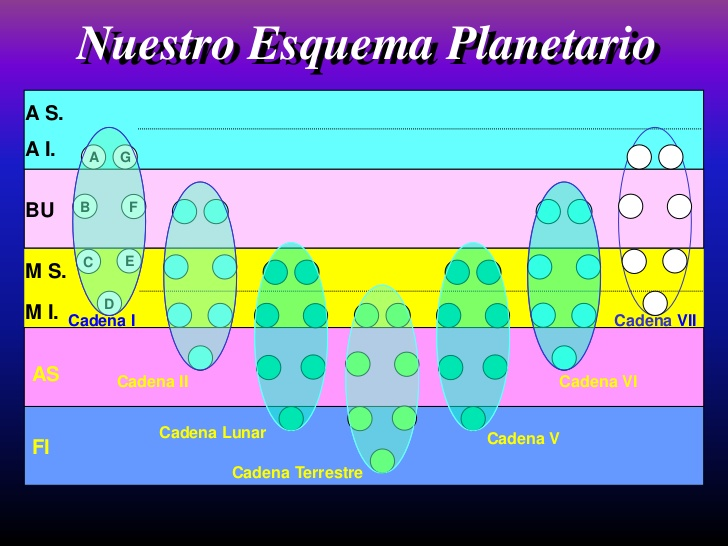 Nuestro Esquema Planetario
A S.
A I.
A G
BU B F
M S. C E
D
M I. Cadena I Cadena VII
AS Cadena II Cadena VI
Cadena Lunar Cadena V
FI
Cadena Terrestre